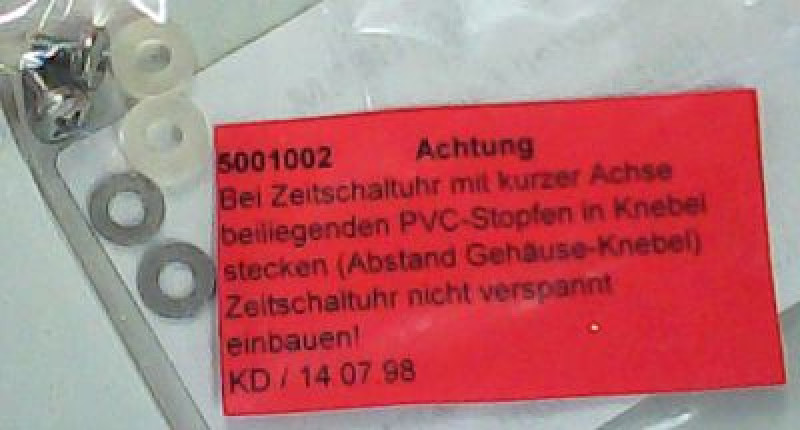 5001002 Achtung
Bei Zeitschaltuhr mit kurzer Achse
beiliegenden PVC-Stopfen in Knebel
stecken (Abstand Gehäuse-Knebel)
Zeitschaltuhr nicht verspannt
einbauen!
KD / 14 07 98